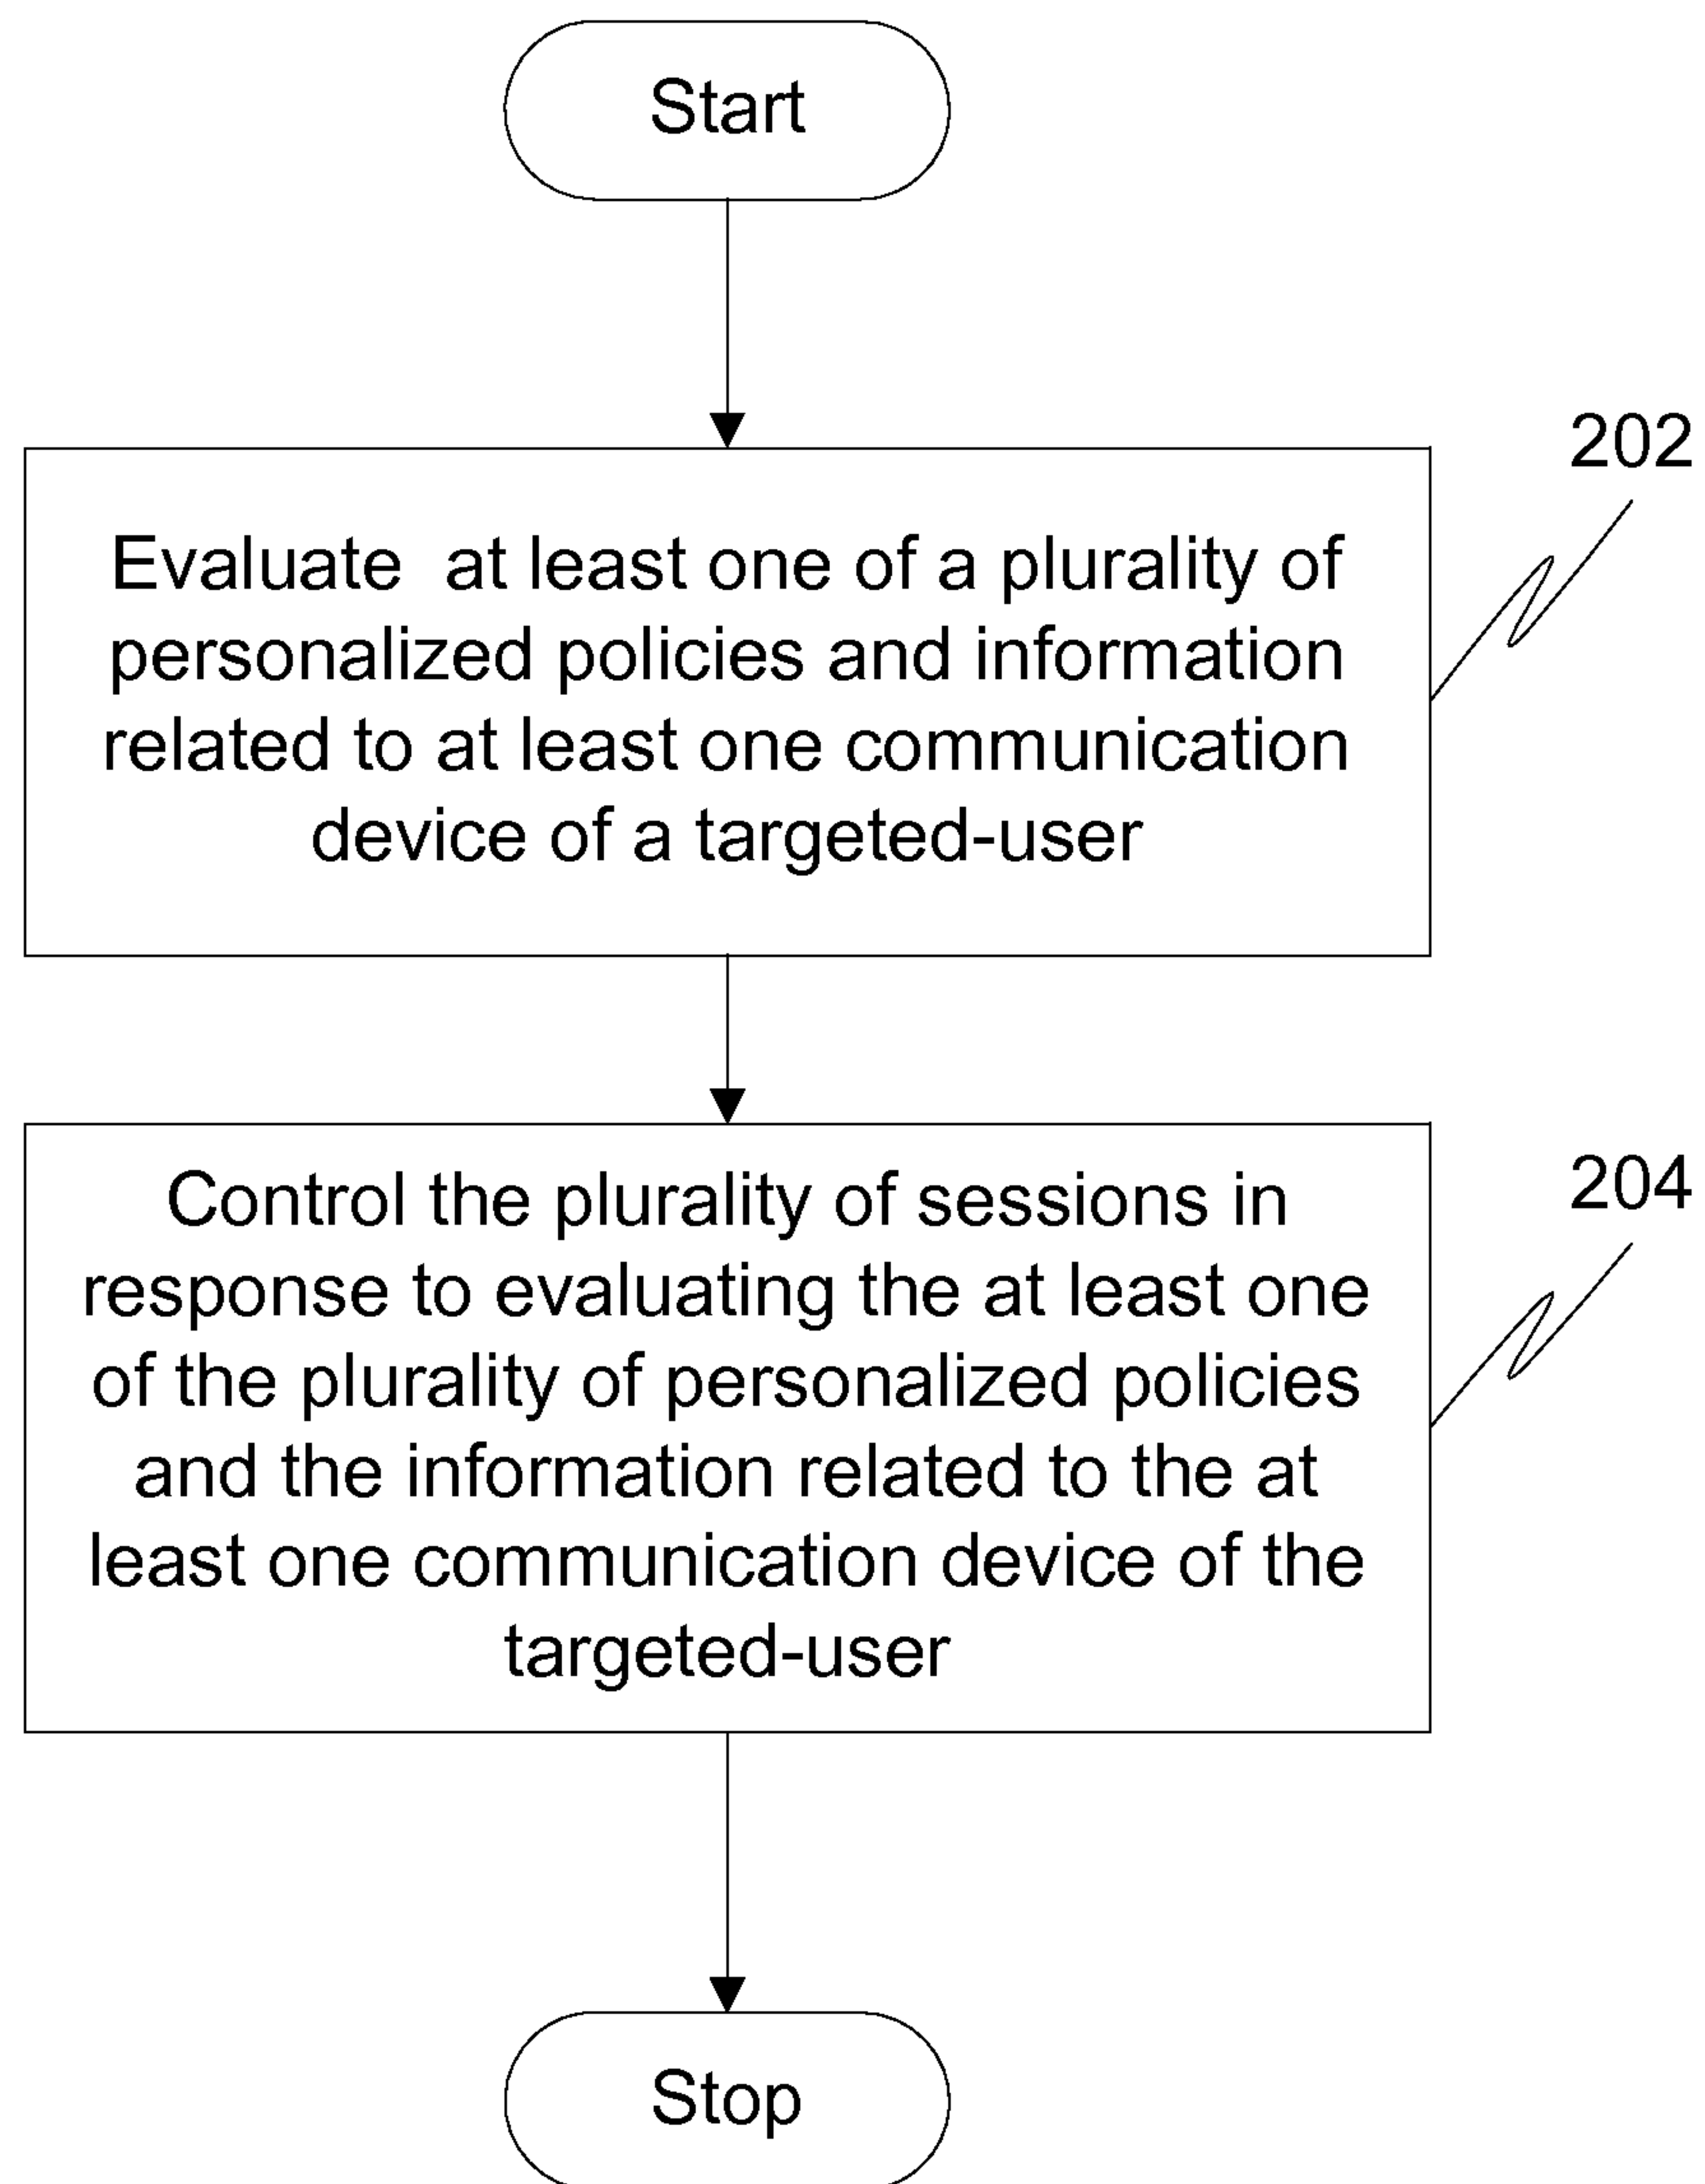 Start
202
Evaluate at least one of a plurality of
personalized policies and information
related to at least one communication
device of a targeted-user
204
Control the plurality of sessions in
response to evaluating the at least one
of the plurality of personalized policies
and the information related to the at
least one communication device of the
targeted-user
Stop